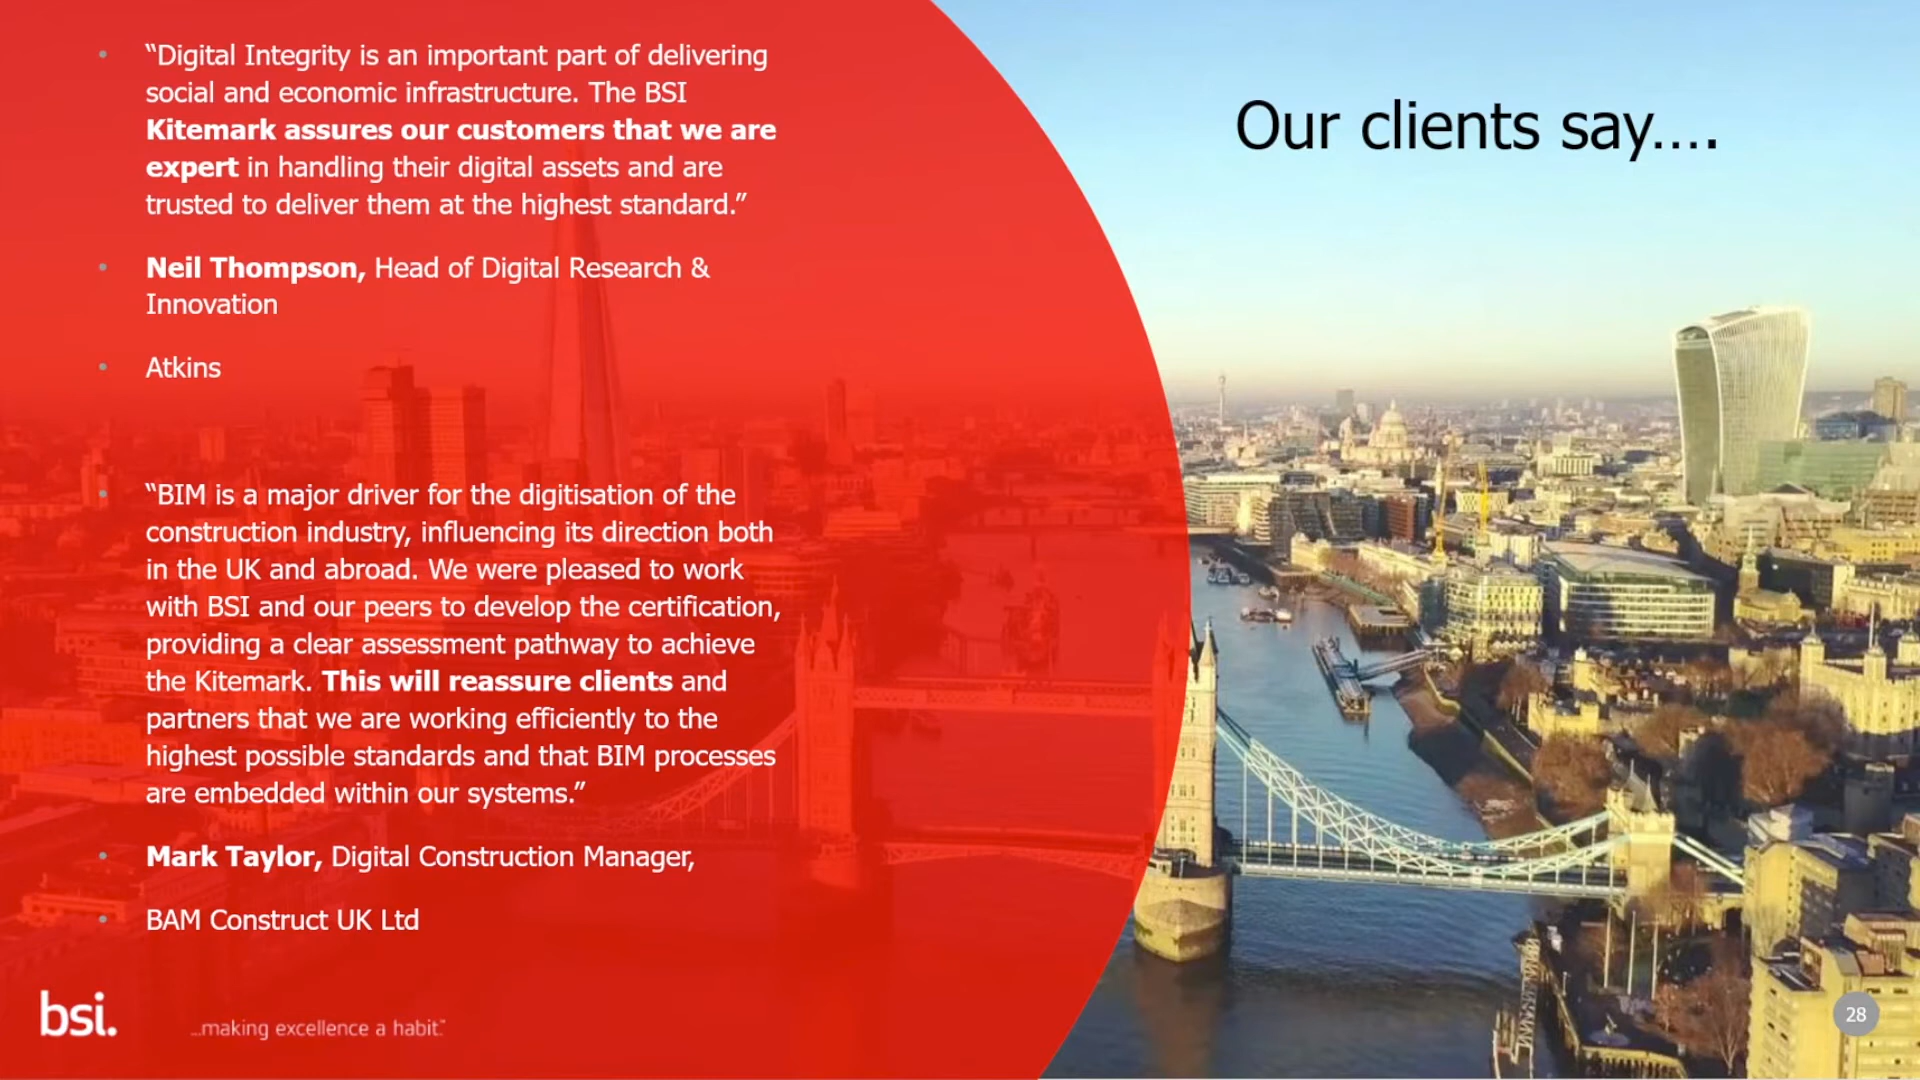 Our clients say....
• “Digital Integrity is an important part of delivering
social and economic infrastructure. The BSI
Kitemark assures our customers that we are
expert in handling their digital assets and are
trusted to deliver them at the highest standard.”
• Neil Thompson, Head of Digital Research &
Innovation
• Atkins
• “BIM is a major driver for the digitisation of the
construction industry, influencing its direction both
in the UK and abroad. We were pleased to work
with BSI and our peers to develop the certification,
providing a clear assessment pathway to achieve
the Kitemark. This will reassure clients and
partners that we are working efficiently to the
highest possible standards and that BIM processes
are embedded within our systems.”
• Mark Taylor, Digital Construction Manager,
• BAM Construct UK Ltd
bsi.
...making excellence a habit.™
28